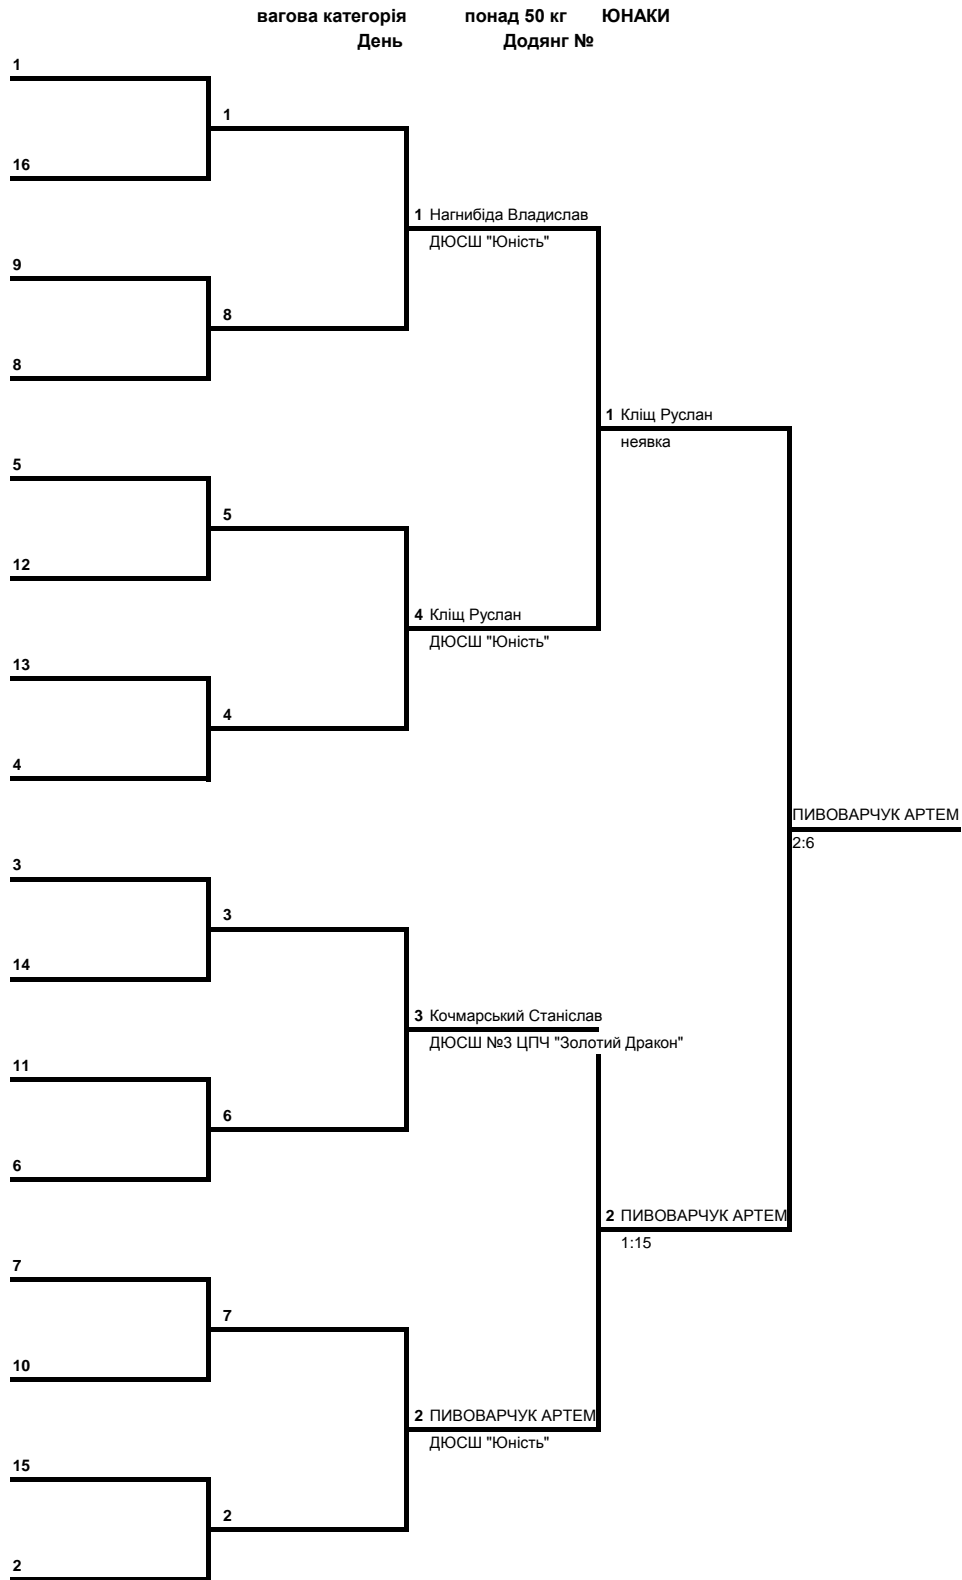 вагова категорія понад 50 кг ЮНАКИ
День Додянг №
1
1
16
1 Нагнибіда Владислав
ДЮСШ "Юність"
9
8
8
1 Кліщ Руслан
неявка
5
5
12
4 Кліщ Руслан
ДЮСШ "Юність"
13
4
4
ПИВОВАРЧУК АРТЕМ
2:6
3
3
14
3 Кочмарський Станіслав
ДЮСШ №3 ЦПЧ "Золотий Дракон"
11
6
6
2 ПИВОВАРЧУК АРТЕМ
1:15
7
7
10
2 ПИВОВАРЧУК АРТЕМ
ДЮСШ "Юність"
15
2
2